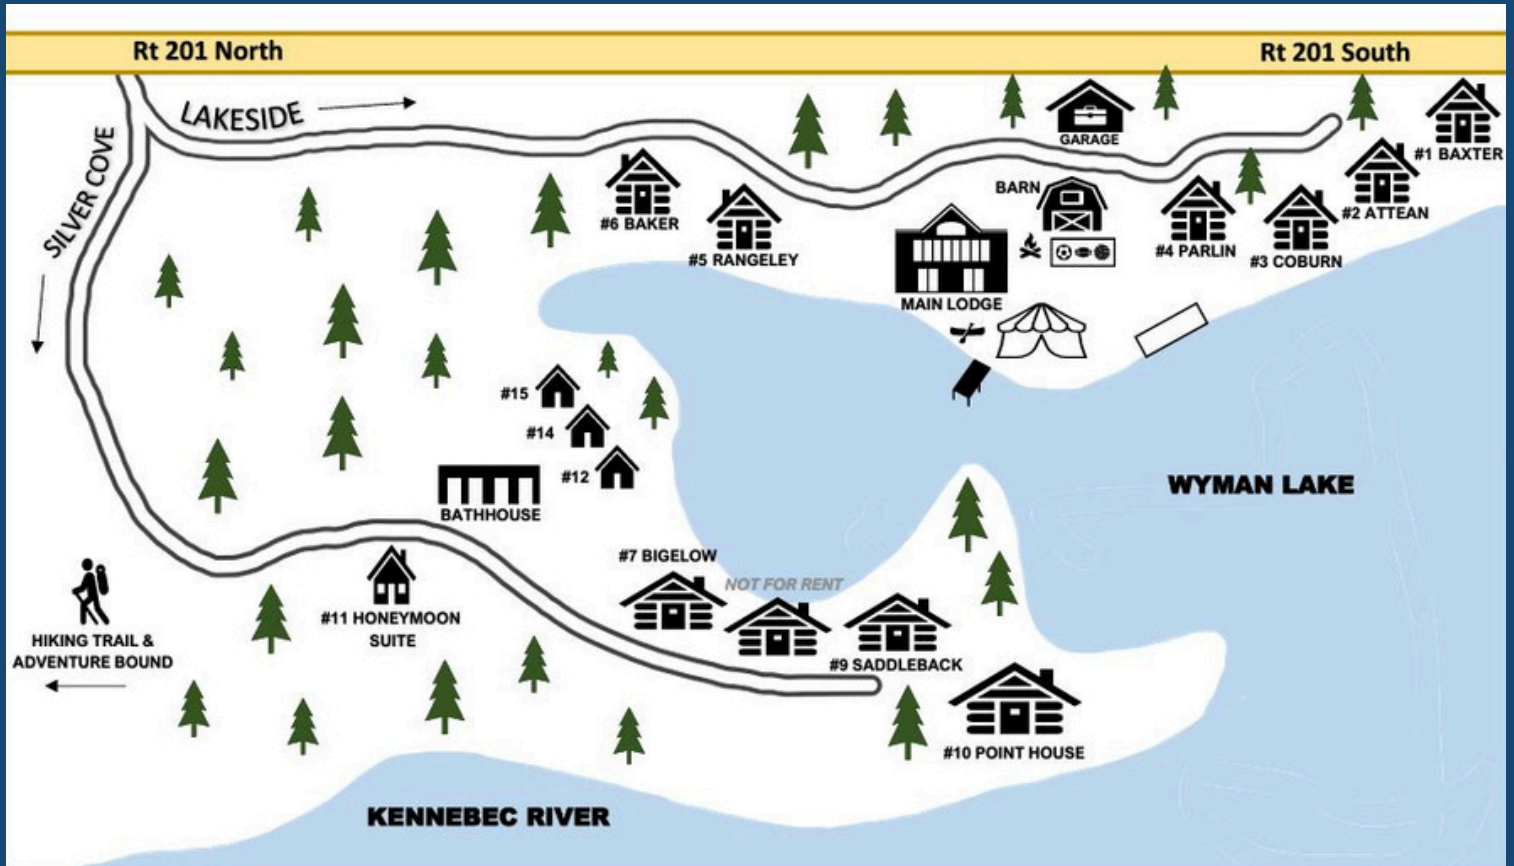 Rt 201 North
Rt 201 South
LAKESIDE
SILVER COVE
GARAGE
#1 BAXTER
BARN
#2 ATTEAN
#6 BAKER
#5 RANGELEY
#4 PARLIN
#3 COBURN
MAIN LODGE
#15
#14
#12
BATHHOUSE
WYMAN LAKE
#7 BIGELOW
NOT FOR RENT
#11 HONEYMOON
SUITE
HIKING TRAIL &
ADVENTURE BOUND
#9 SADDLEBACK
#10 POINT HOUSE
KENNEBEC RIVER